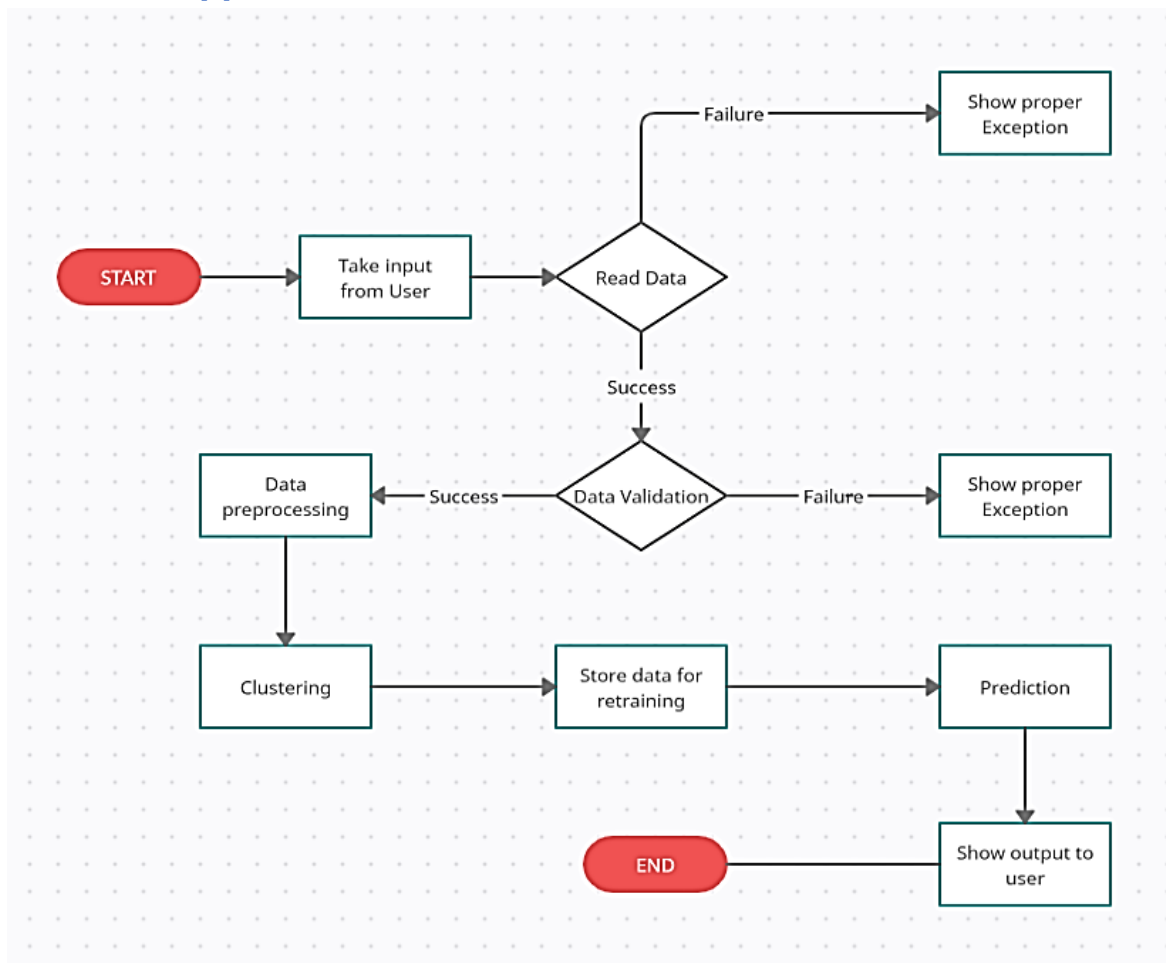 Failure
Show proper
Exception
START
Take input
from User
Read Data
Success
Data
preprocessing
Success
Data Validation
Failure
Show proper
Exception
Clustering
Store data for
retraining
Prediction
END
Show output to
user